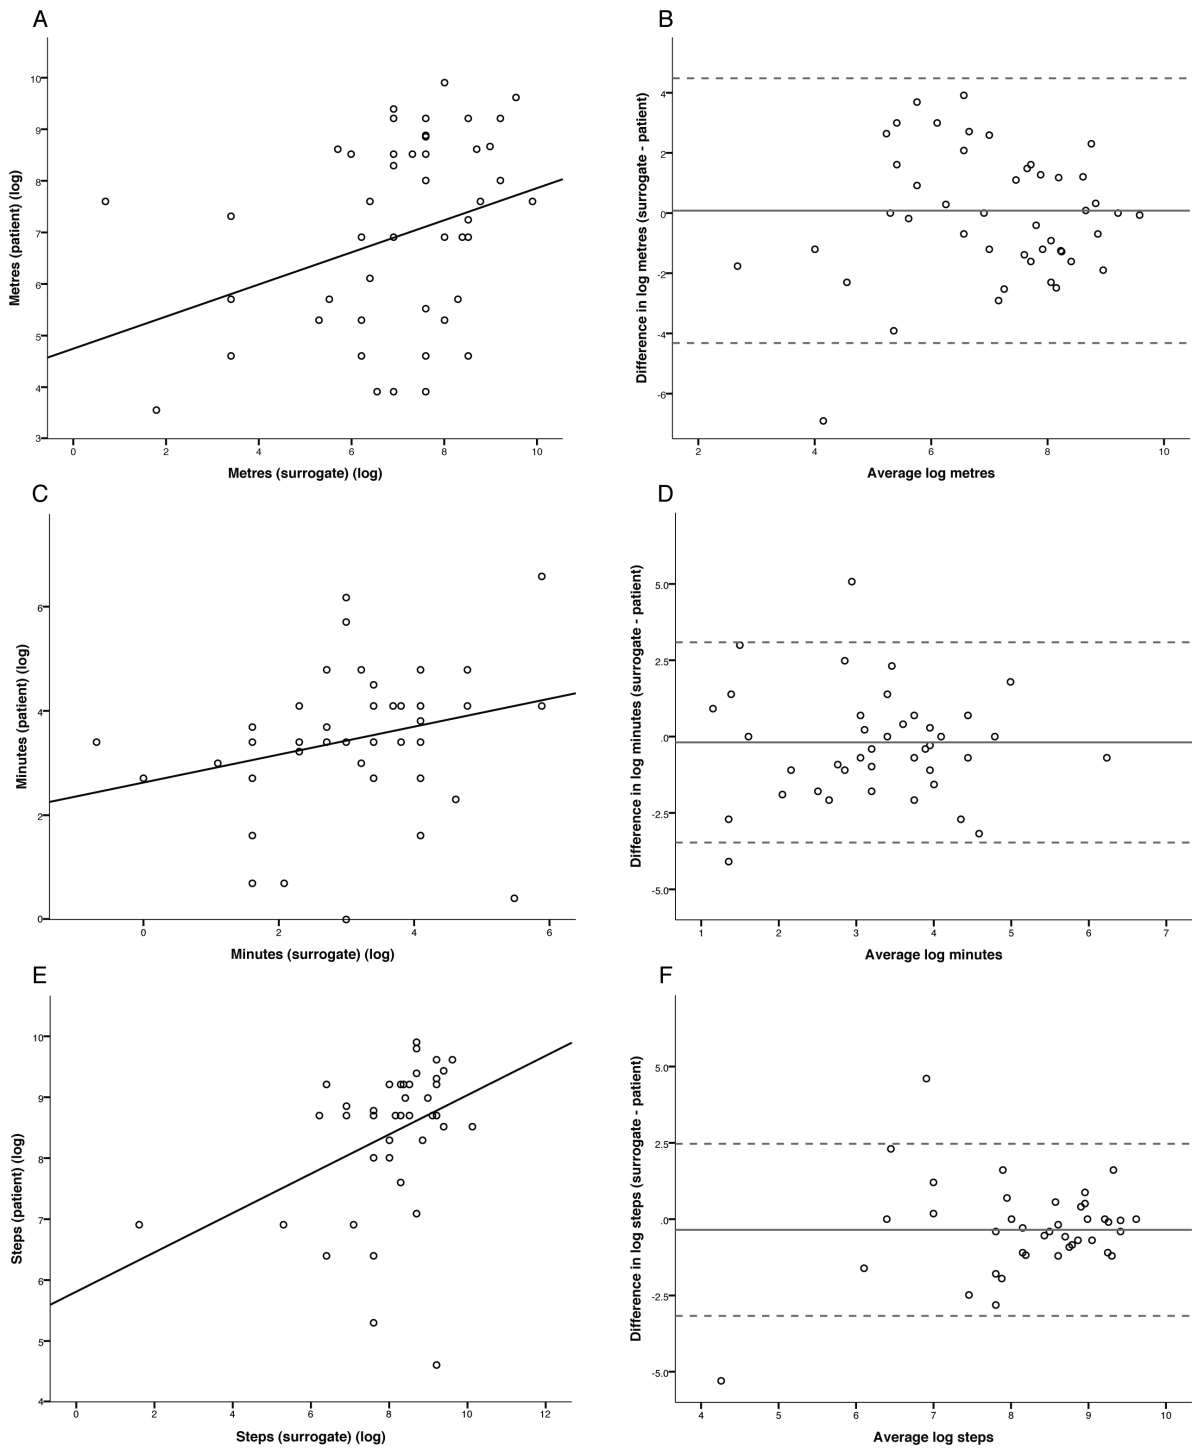 A
Metres (patient) (log)
10
9
8
7
6
5
4
3
0 2 4 6 8 10
Metres (surrogate) (log)
B
Difference in log metres (surrogate - patient)
4
2
0
-2
-4
-6
2 4 6 8 10
Average log metres
C
Minutes (patient) (log)
6
4
2
0
0 2 4 6
Minutes (surrogate) (log)
D
Difference in log minutes (surrogate - patient)
5.0
2.5
.0
-2.5
-5.0
1 2 3 4 5 6 7
Average log minutes
E
Steps (patient) (log)
10
9
8
7
6
5
4
0 2 4 6 8 10 12
Steps (surrogate) (log)
F
Difference in log steps (surrogate - patient)
5.0
2.5
.0
-2.5
-5.0
4 5 6 7 8 9 10
Average log steps